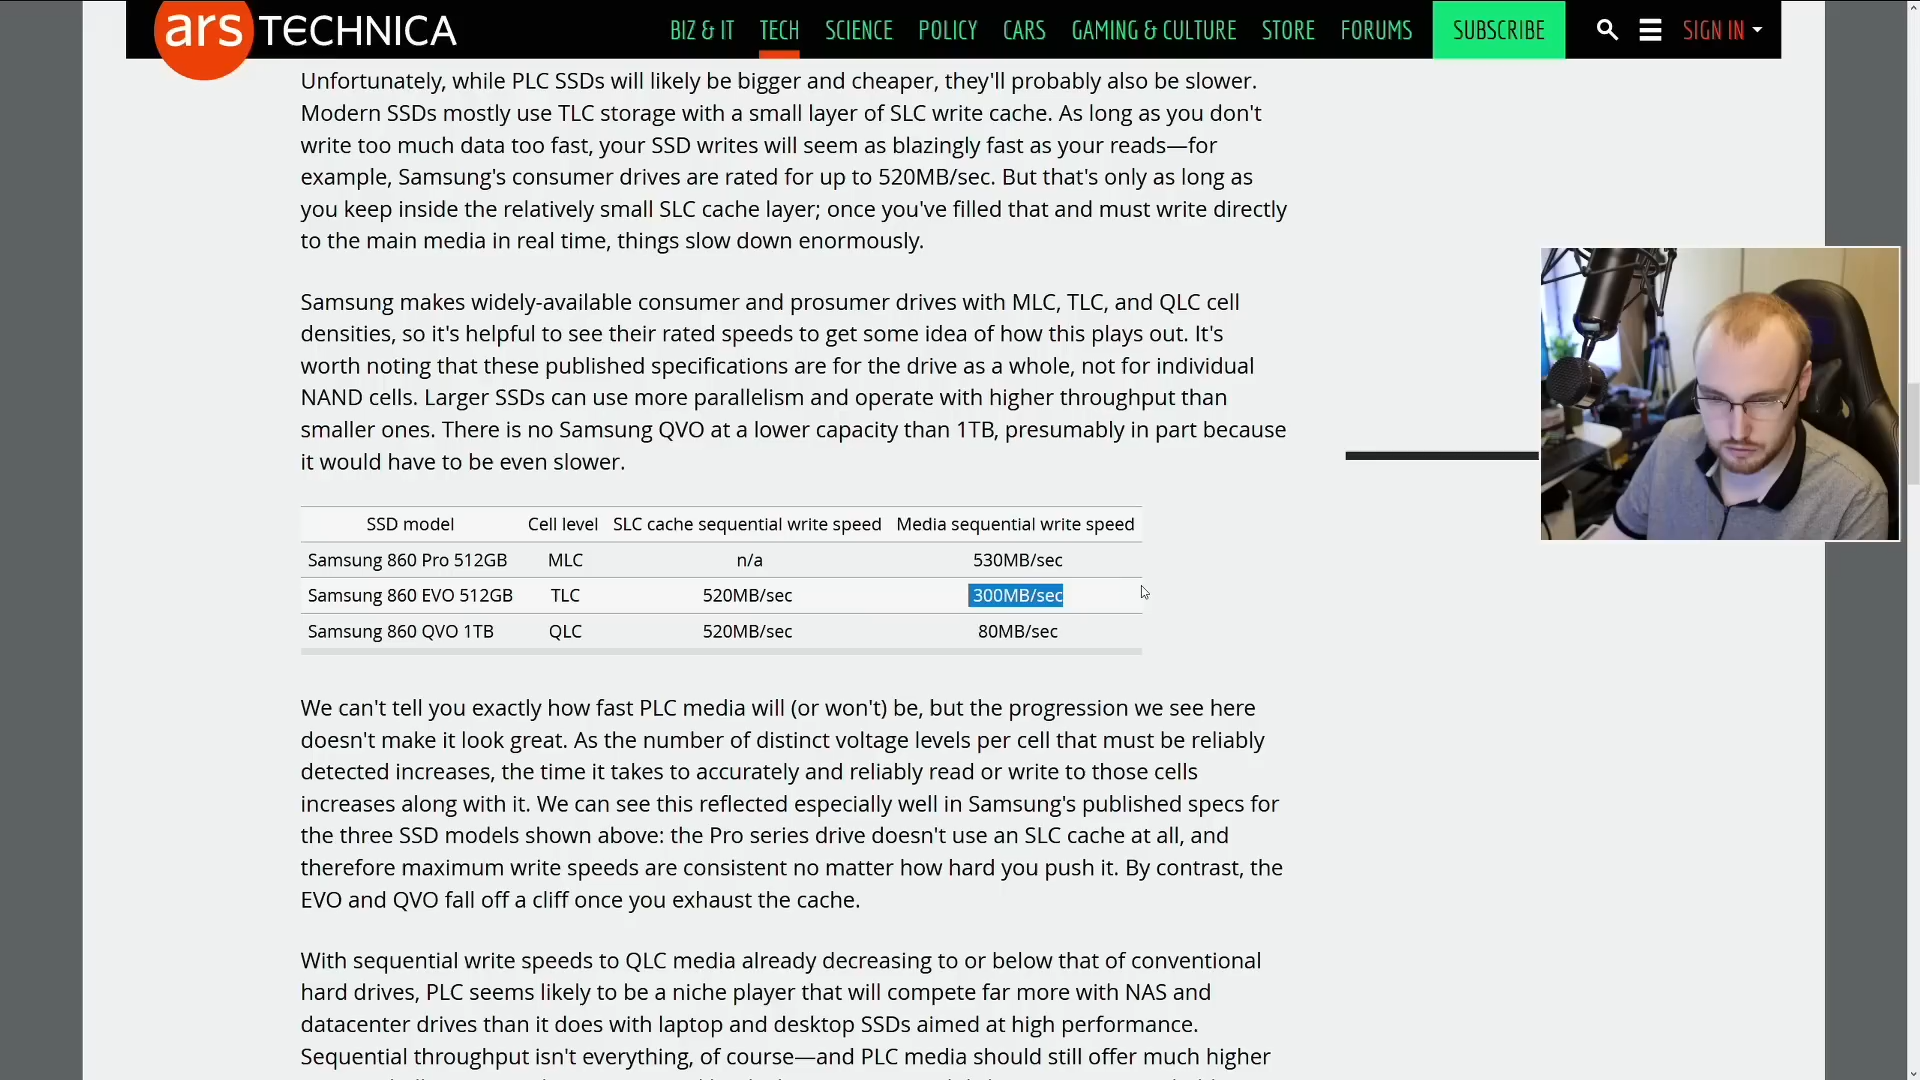 ars TECHNICA BIZ & IT TECH SCIENCE POLICY CARS GAMING & CULTURE STORE FORUMS SUBSCRIBE SIGN IN
Unfortunately, while PLC SSDs will likely be bigger and cheaper, they'll probably also be slower.
Modern SSDs mostly use TLC storage with a small layer of SLC write cache. As long as you don't
write too much data too fast, your SSD writes will seem as blazingly fast as your reads—for
example, Samsung's consumer drives are rated for up to 520MB/sec. But that's only as long as
you keep inside the relatively small SLC cache layer; once you've filled that and must write directly
to the main media in real time, things slow down enormously.
Samsung makes widely-available consumer and prosumer drives with MLC, TLC, and QLC cell
densities, so it's helpful to see their rated speeds to get some idea of how this plays out. It's
worth noting that these published specifications are for the drive as a whole, not for individual
NAND cells. Larger SSDs can use more parallelism and operate with higher throughput than
smaller ones. There is no Samsung QVO at a lower capacity than 1TB, presumably in part because
it would have to be even slower.
SSD model Cell level SLC cache sequential write speed Media sequential write speed
Samsung 860 Pro 512GB MLC n/a 530MB/sec
Samsung 860 EVO 512GB TLC 520MB/sec 300MB/sec
Samsung 860 QVO 1TB QLC 520MB/sec 80MB/sec
We can't tell you exactly how fast PLC media will (or won't) be, but the progression we see here
doesn't make it look great. As the number of distinct voltage levels per cell that must be reliably
detected increases, the time it takes to accurately and reliably read or write to those cells
increases along with it. We can see this reflected especially well in Samsung's published specs for
the three SSD models shown above: the Pro series drive doesn't use an SLC cache at all, and
therefore maximum write speeds are consistent no matter how hard you push it. By contrast, the
EVO and QVO fall off a cliff once you exhaust the cache.
With sequential write speeds to QLC media already decreasing to or below that of conventional
hard drives, PLC seems likely to be a niche player that will compete far more with NAS and
datacenter drives than it does with laptop and desktop SSDs aimed at high performance.
Sequential throughput isn't everything, of course—and PLC media should still offer much higher